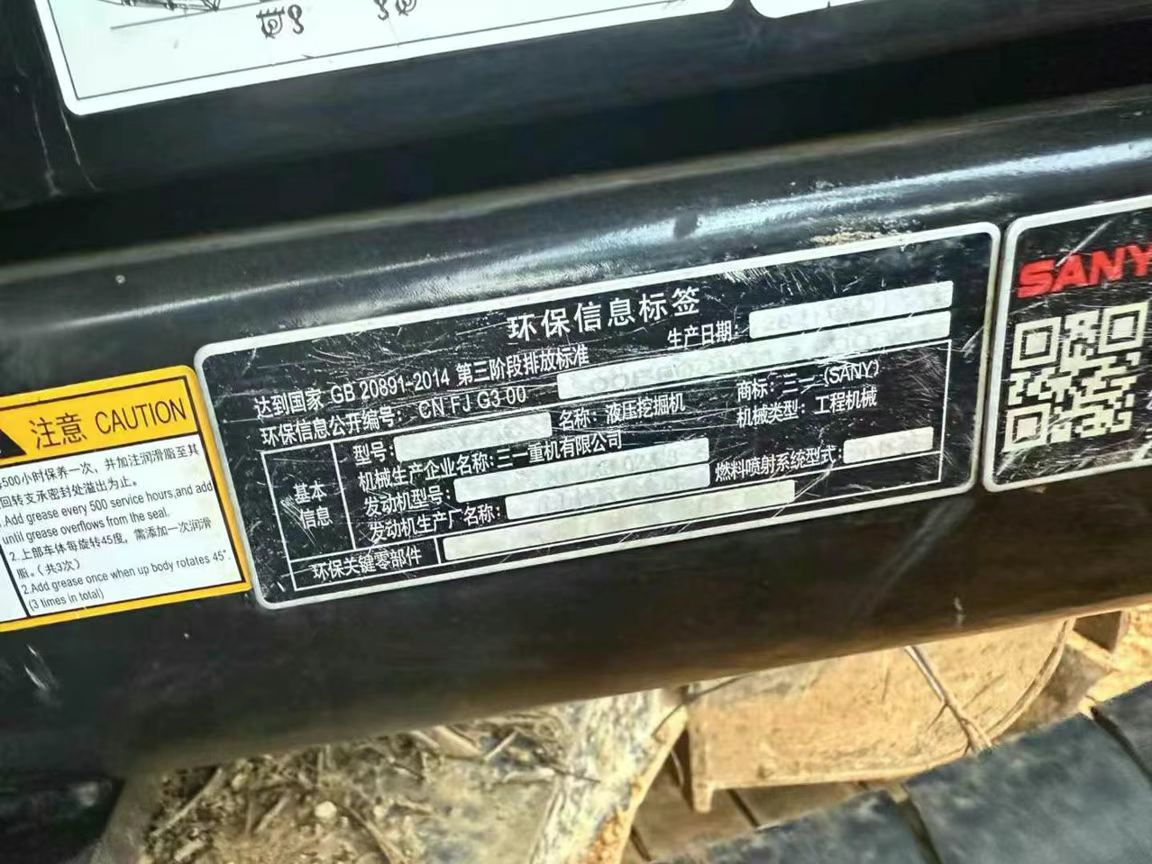 环保信息标签
生产日期:
达到国家 GB 20891-2014 第三阶段排放标准
环保信息公开编号: CN FJ G3 00
型号: 名称: 液压挖掘机 商标: 三一 (SANY)
机械生产企业名称:三一重机有限公司 机械类型: 工程机械
基本
信息
发动机型号: 燃料喷射系统型式:
发动机生产厂名称:
环保关键零部件
注意 CAUTION
500小时保养一次、并加注润滑脂至其
回转支承密封处溢出为止。
Add grease every 500 service hours,and add
until grease overflows from the seal.
2.上部车体每旋转45度，需添加一次润滑
脂。(共3次)
2.Add grease once when up body rotates 45°
(3 times in total)
SANY